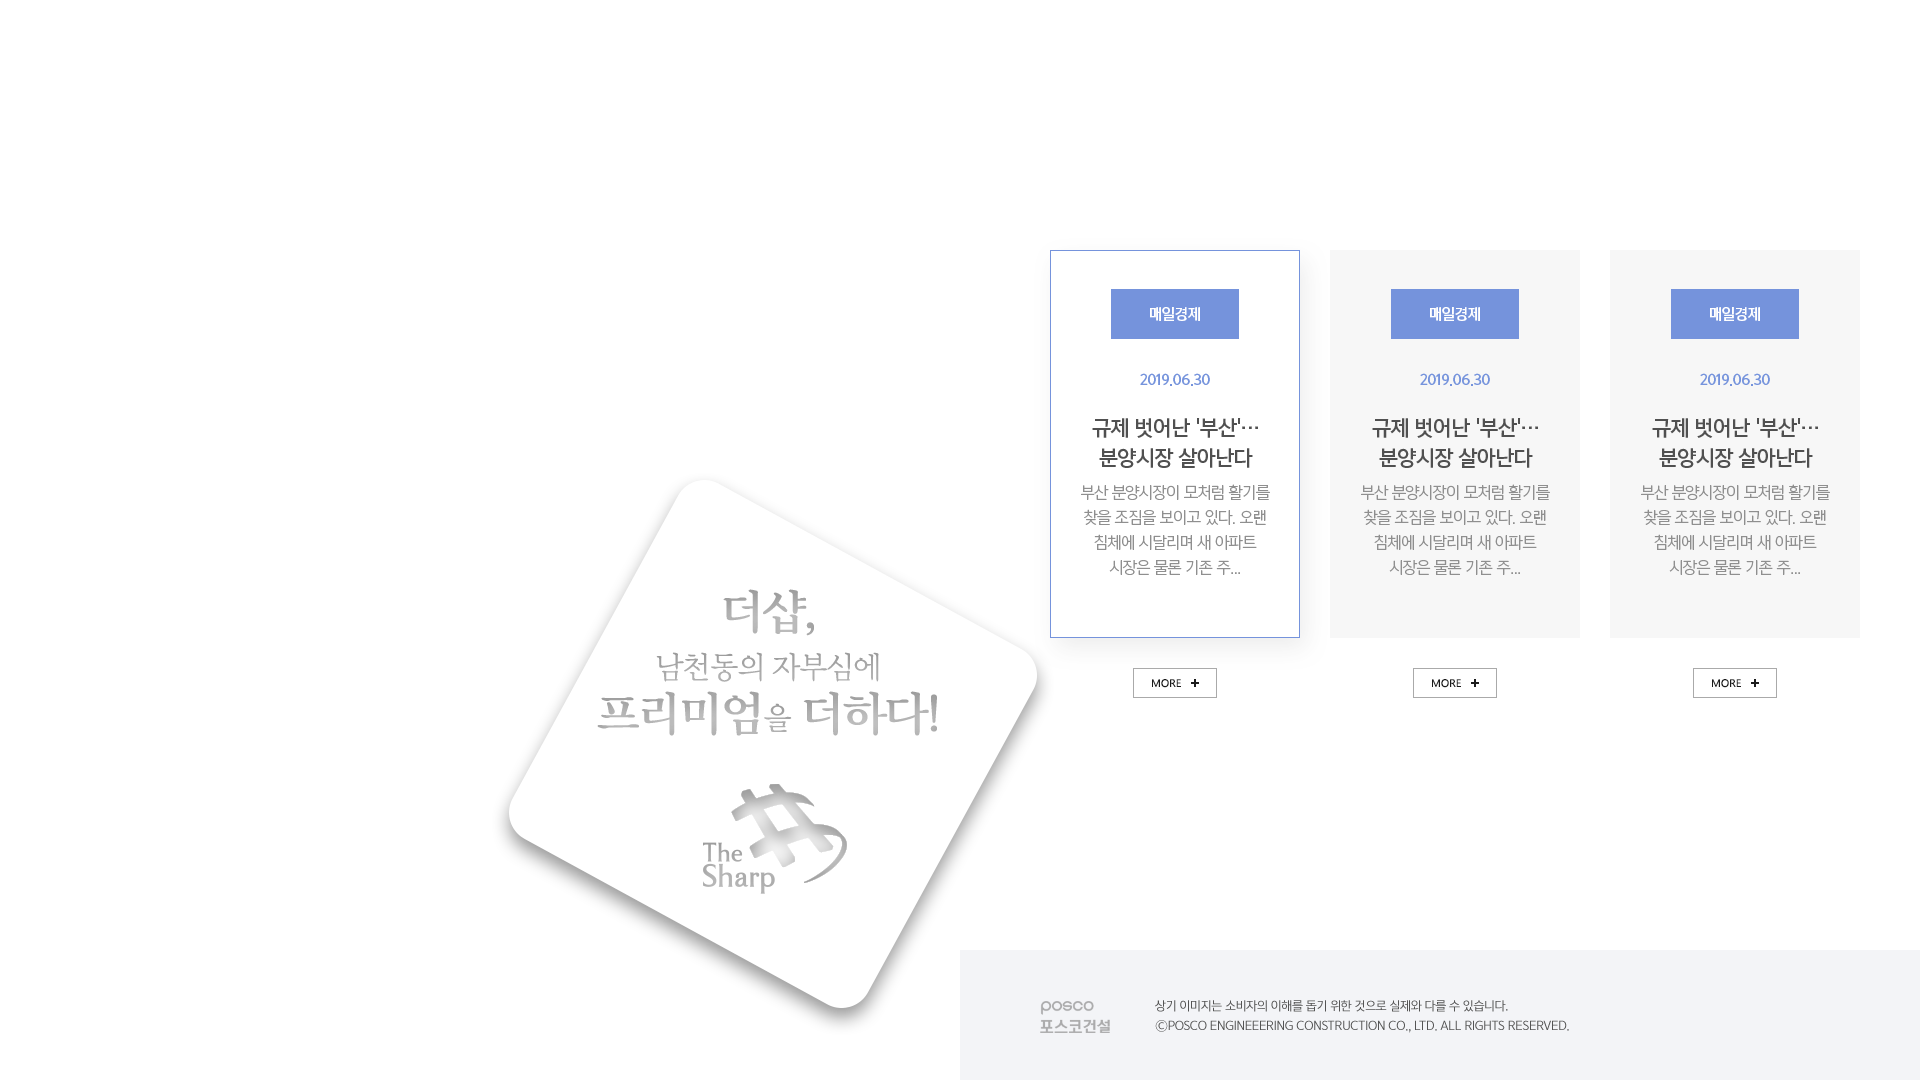 더샵,
남천동의 자부심에
프리미엄을 더하다!
The
Sharp
매일경제
2019.06.30
규제 벗어난 '부산'…
분양시장 살아난다
부산 분양시장이 모처럼 활기를
찾을 조짐을 보이고 있다. 오랜
침체에 시달리며 새 아파트
시장은 물론 기존 주...
MORE +
매일경제
2019.06.30
규제 벗어난 '부산'…
분양시장 살아난다
부산 분양시장이 모처럼 활기를
찾을 조짐을 보이고 있다. 오랜
침체에 시달리며 새 아파트
시장은 물론 기존 주...
MORE +
매일경제
2019.06.30
규제 벗어난 '부산'…
분양시장 살아난다
부산 분양시장이 모처럼 활기를
찾을 조짐을 보이고 있다. 오랜
침체에 시달리며 새 아파트
시장은 물론 기존 주...
MORE +
posco
포스코건설
상기 이미지는 소비자의 이해를 돕기 위한 것으로 실제와 다를 수 있습니다.
ⒸPOSCO ENGINEEERING CONSTRUCTION CO., LTD. ALL RIGHTS RESERVED.